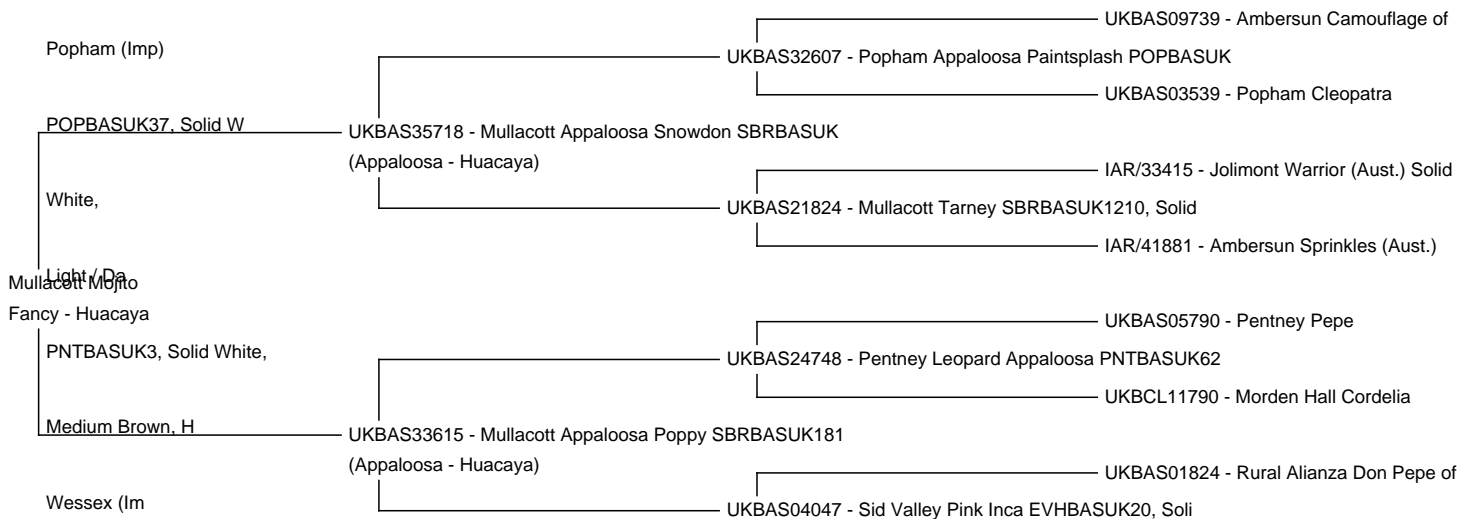 UKBAS09739 - Ambersun Camouflage of
Popham (Imp)
UKBAS32607 - Popham Appaloosa Paintsplash POPBASUK
UKBAS03539 - Popham Cleopatra
POPBASUK37, Solid W
UKBAS35718 - Mullacott Appaloosa Snowdon SBRBASUK
(Appaloosa - Huacaya)
IAR/33415 - Jolimont Warrior (Aust.) Solid
White,
UKBAS21824 - Mullacott Tarney SBRBASUK1210, Solid
IAR/41881 - Ambersun Sprinkles (Aust.)
Light / Da
Mullacott Mojito
Fancy - Huacaya
UKBAS05790 - Pentney Pepe
PNTBASUK3, Solid White,
UKBAS24748 - Pentney Leopard Appaloosa PNTBASUK62
UKBCL11790 - Morden Hall Cordelia
Medium Brown, H
UKBAS33615 - Mullacott Appaloosa Poppy SBRBASUK181
(Appaloosa - Huacaya)
UKBAS01824 - Rural Alianza Don Pepe of
Wessex (Im
UKBAS04047 - Sid Valley Pink Inca EVHBASUK20, Soli